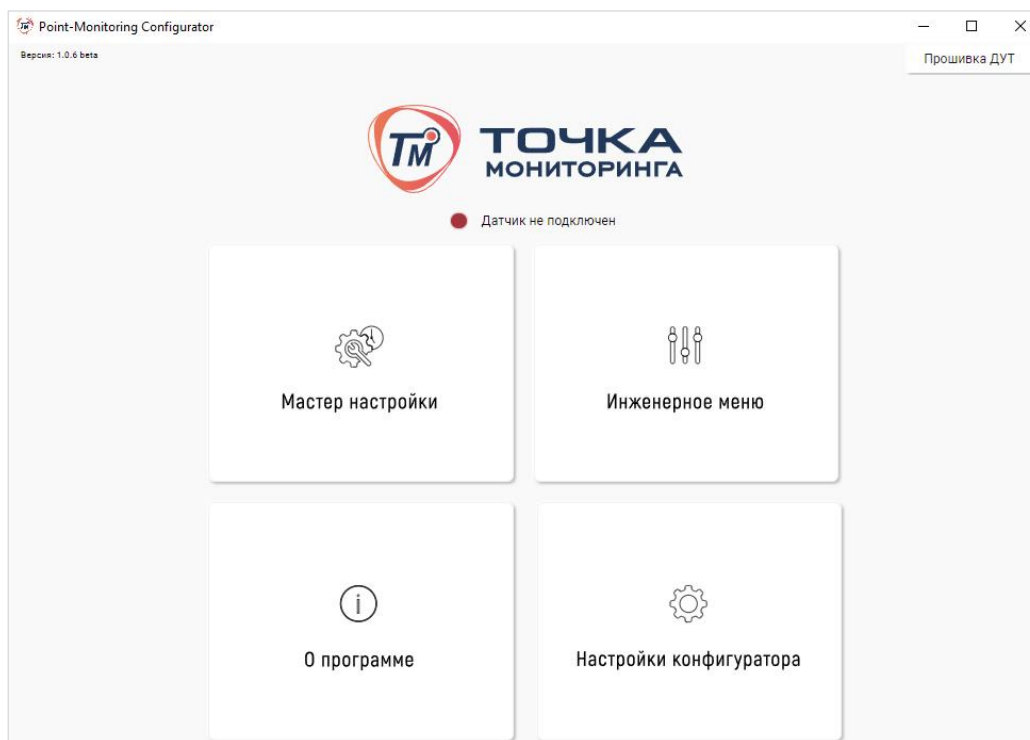 Point-Monitoring Configurator
Версия: 1.0.6 beta
Прошивка ДУТ
ТМ
ТОЧКА
МОНИТОРИНГА
Датчик не подключен
Мастер настройки
Инженерное меню
О программе
Настройки конфигуратора